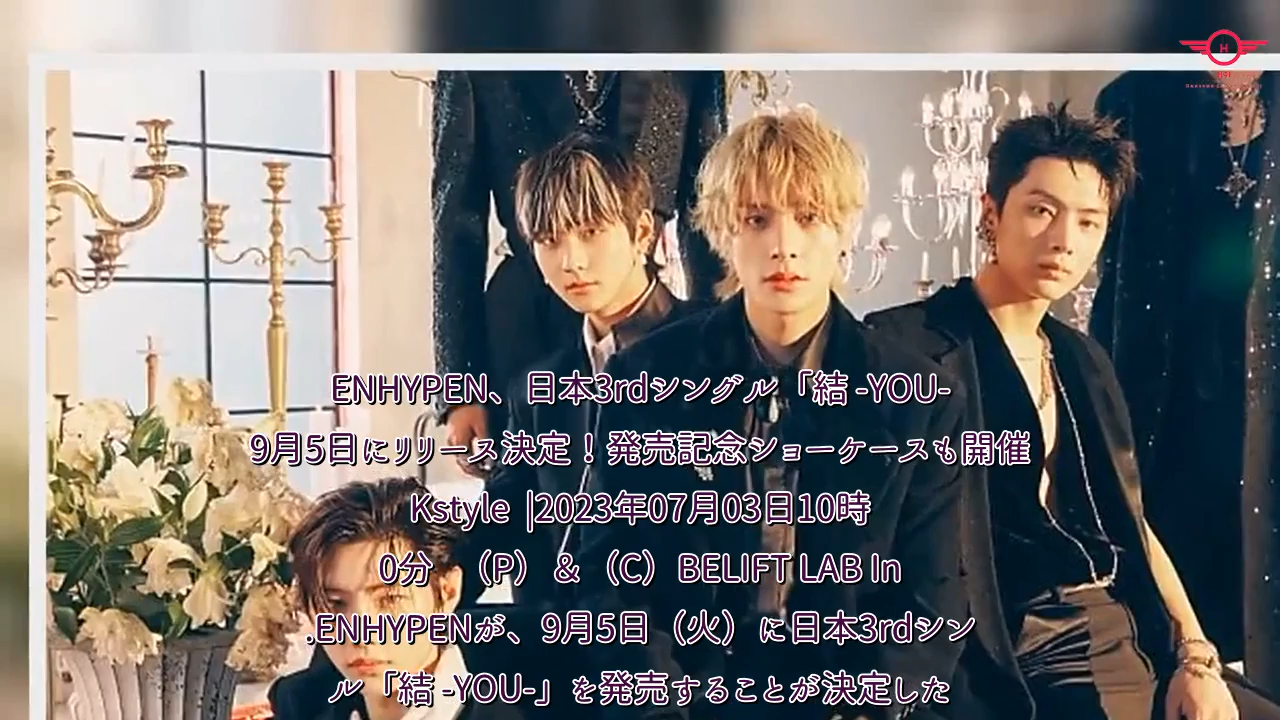 ENHYPEN、日本3rdシングル「結 -YOU-
9月5日にリリース決定！発売記念ショーケースも開催
Kstyle |2023年07月03日10時
0分　（P） & （C）BELIFT LAB In
.ENHYPENが、9月5日（火）に日本3rdシン
ル「結 -YOU-」を発売することが決定した
H